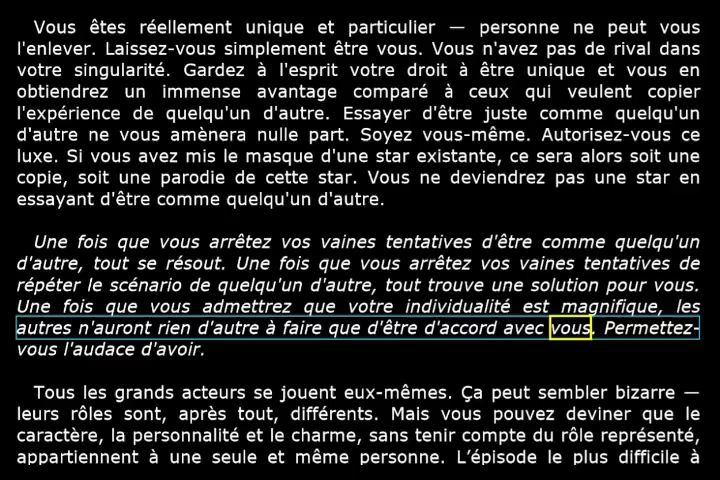 Vous êtes réellement unique et particulier — personne ne peut vous
l'enlever. Laissez-vous simplement être vous. Vous n'avez pas de rival dans
votre singularité. Gardez à l'esprit votre droit à être unique et vous en
obtiendrez un immense avantage comparé à ceux qui veulent copier
l'expérience de quelqu'un d'autre. Essayer d'être juste comme quelqu'un
d'autre ne vous amènera nulle part. Soyez vous-même. Autorisez-vous ce
luxe. Si vous avez mis le masque d'une star existante, ce sera alors soit une
copie, soit une parodie de cette star. Vous ne deviendrez pas une star en
essayant d'être comme quelqu'un d'autre.
Une fois que vous arrêtez vos vaines tentatives d'être comme quelqu'un
d'autre, tout se résout. Une fois que vous arrêtez vos vaines tentatives de
répéter le scénario de quelqu'un d'autre, tout trouve une solution pour vous.
Une fois que vous admettrez que votre individualité est magnifique, les
autres n'auront rien d'autre à faire que d'être d'accord avec vous. Permettez-
vous l'audace d'avoir.
Tous les grands acteurs se jouent eux-mêmes. Ça peut sembler bizarre —
leurs rôles sont, après tout, différents. Mais vous pouvez deviner que le
caractère, la personnalité et le charme, sans tenir compte du rôle représenté,
appartiennent à une seule et même personne. L’épisode le plus difficile à